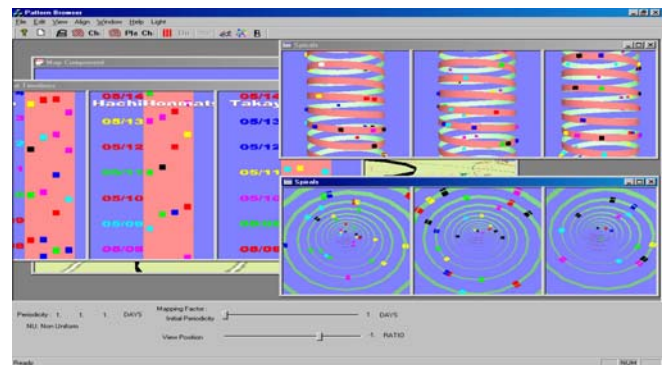 Pattern Browser
File Edit View Align Window Help Light
? Ch Pls Ch B
Spirals
Map Component
Timelines
05/14 05/14
HachiHonmats Takay
05/13 05/13
05/12 05/12
05/11 05/11
05/10 05/10
05/09 05/09
05/08 05/08
Spirals
Periodicity : 1. 1. 1. DAYS
NU: Non Uniform
Mapping Factor :
Initial Periodicity 1. DAYS
View Position -1. RATIO
Ready NUM